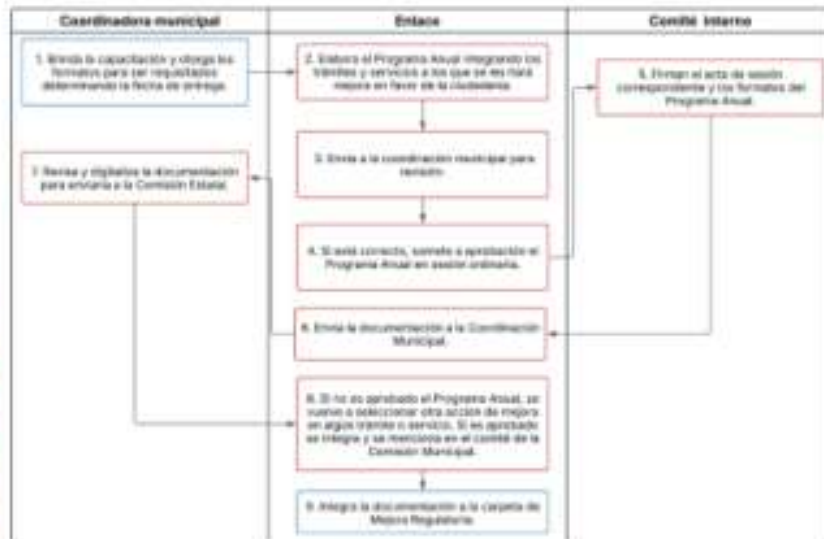 Coordinadora municipal
Enlace
Comité Interno
1. Brinda la capacitación y otorga los
formatos para ser requisitados
determinando la fecha de entrega.
2. Elabora el Programa Anual integrando los
trámites y servicios a los que se les hará
mejora en favor de la ciudadanía.
5. Firman el acta de sesión
correspondiente y los formatos del
Programa Anual.
3. Envía a la coordinación municipal para
revisión.
7. Revisa y digitaliza la documentación
para enviarla a la Comisión Estatal.
4. Si está correcto, somete a aprobación el
Programa Anual en sesión ordinaria.
6. Envía la documentación a la Coordinación
Municipal.
8. Si no es aprobado el Programa Anual, se
vuelve a seleccionar otra acción de mejora
en algún trámite o servicio. Si es aprobado
se integra y se menciona en el comité de la
Comisión Municipal.
9. Integra la documentación a la carpeta de
Mejora Regulatoria.